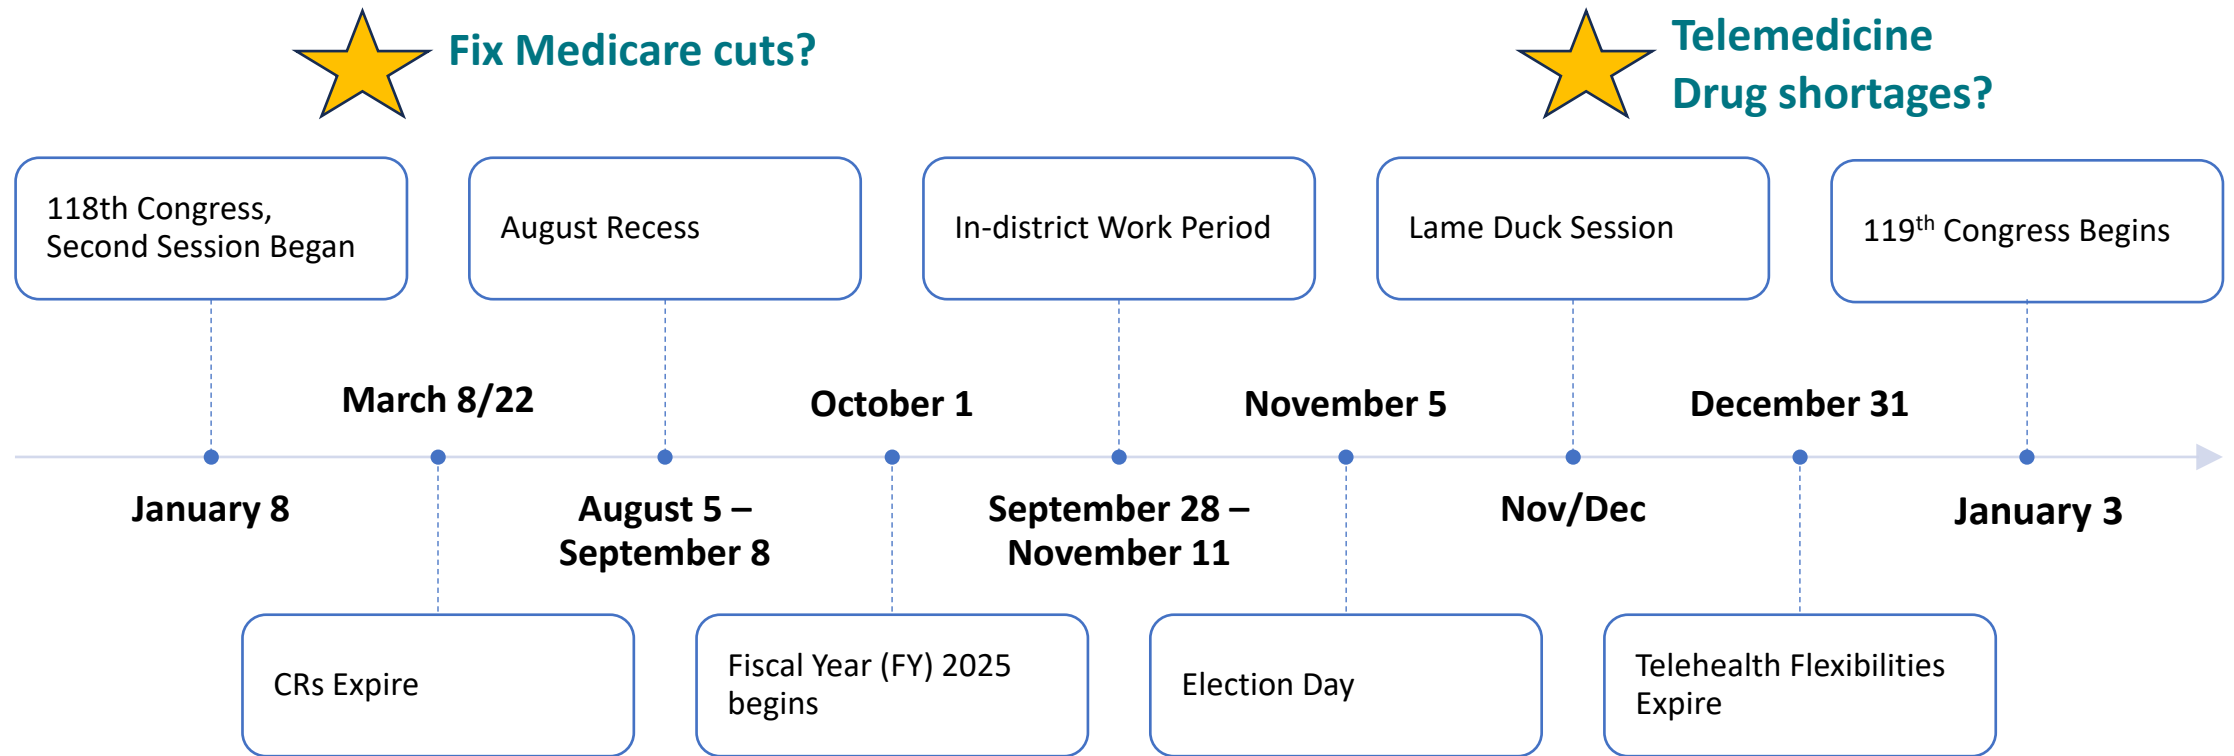 Fix Medicare cuts?
Telemedicine
Drug shortages?
118th Congress,
Second Session Began
August Recess
In-district Work Period
Lame Duck Session
119th Congress Begins
March 8/22
October 1
November 5
December 31
January 8
August 5 –
September 8
September 28 –
November 11
Nov/Dec
January 3
CRs Expire
Fiscal Year (FY) 2025
begins
Election Day
Telehealth Flexibilities
Expire